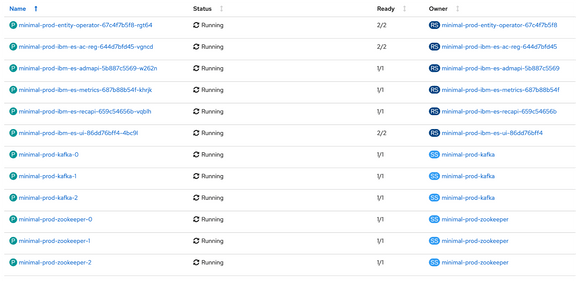 Name Status Ready Owner
P minimal-prod-entity-operator-67c4f7b5f8-rgt64 Running 2/2 RS minimal-prod-entity-operator-67c4f7b5f8
P minimal-prod-ibm-es-ac-reg-644d7bfd45-vgncd Running 2/2 RS minimal-prod-ibm-es-ac-reg-644d7bfd45
P minimal-prod-ibm-es-admapi-5b887c5569-w262n Running 1/1 RS minimal-prod-ibm-es-admapi-5b887c5569
P minimal-prod-ibm-es-metrics-687b88b54f-khrjk Running 1/1 RS minimal-prod-ibm-es-metrics-687b88b54f
P minimal-prod-ibm-es-recapi-659c54656b-vqblh Running 1/1 RS minimal-prod-ibm-es-recapi-659c54656b
P minimal-prod-ibm-es-ui-86dd76bff4-4bc9l Running 2/2 RS minimal-prod-ibm-es-ui-86dd76bff4
P minimal-prod-kafka-0 Running 1/1 SS minimal-prod-kafka
P minimal-prod-kafka-1 Running 1/1 SS minimal-prod-kafka
P minimal-prod-kafka-2 Running 1/1 SS minimal-prod-kafka
P minimal-prod-zookeeper-0 Running 1/1 SS minimal-prod-zookeeper
P minimal-prod-zookeeper-1 Running 1/1 SS minimal-prod-zookeeper
P minimal-prod-zookeeper-2 Running 1/1 SS minimal-prod-zookeeper